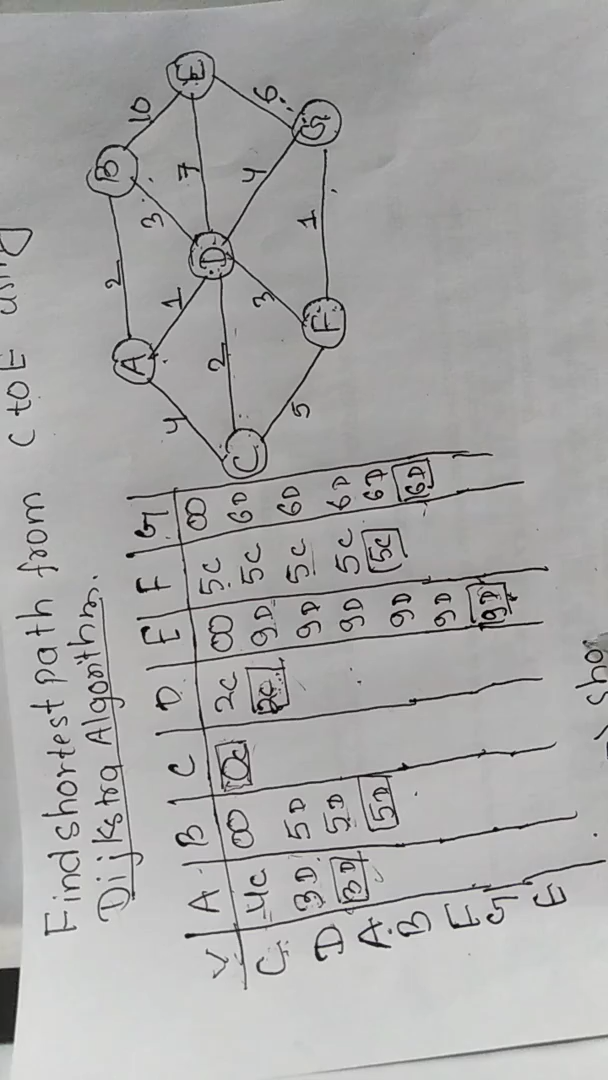 Find shortest path from C to E using
Dijkstra Algorithm.
V A B C D E F G
C 4C ∞ 0C 2C ∞ 5C ∞
D 3D 5D 2C 9D 5C 6D
A 3D 5D 9D 5C 6D
B 5D 9D 5C 6D
F 9D 5C 6D
G 9D 6D
E 9D
A
B
C
D
E
F
G
2
10
4
1
3
7
6
2
3
4
5
1